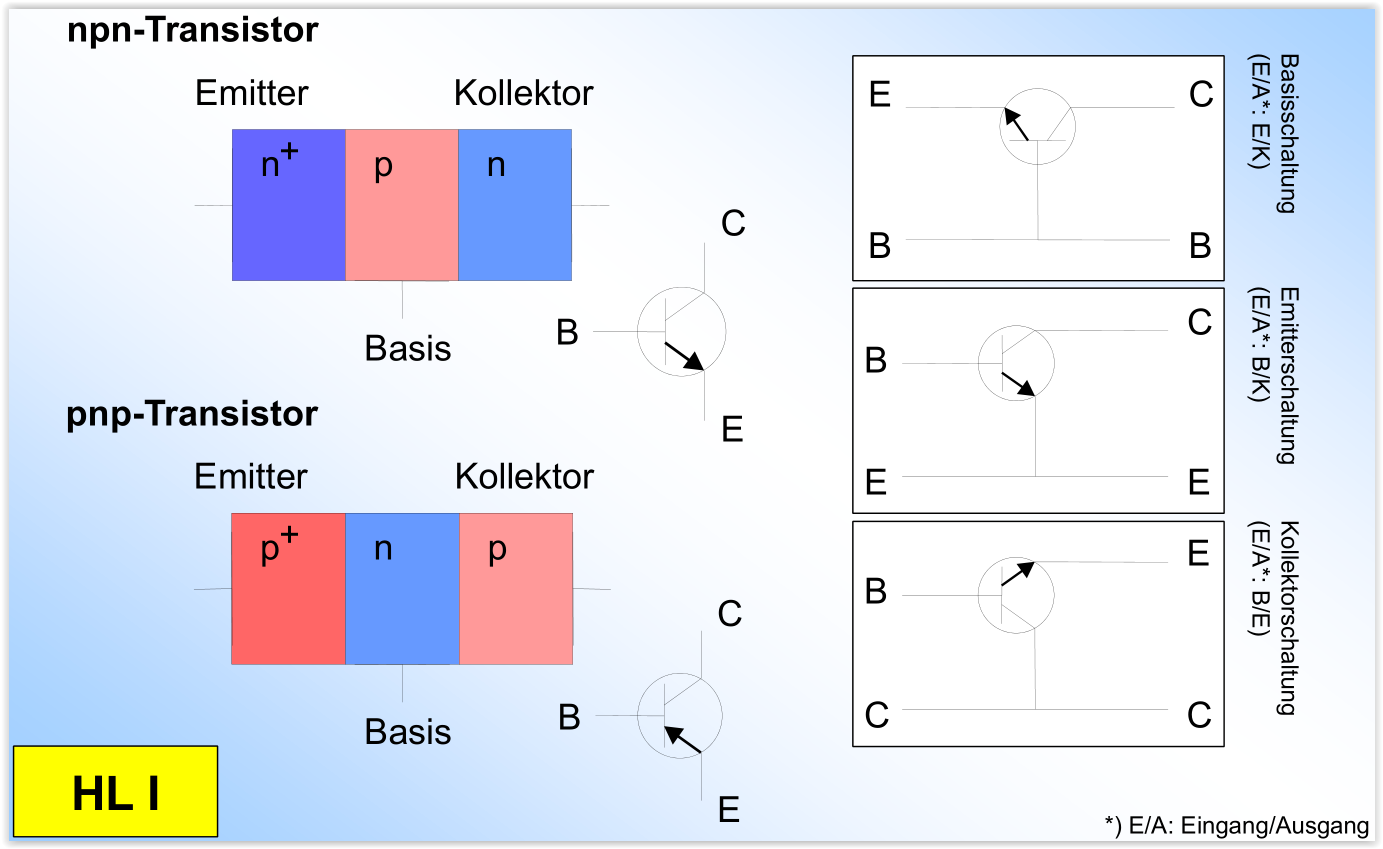 npn-Transistor
Emitter
Kollektor
n+
p
n
Basis
C
B
E
pnp-Transistor
Emitter
Kollektor
p+
n
p
Basis
C
B
E
HL I
E
C
B
B
Basisschaltung
(E/A*: E/K)
C
B
E
E
Emitterschaltung
(E/A*: B/K)
E
B
C
C
Kollektorschaltung
(E/A*: B/E)
*) E/A: Eingang/Ausgang